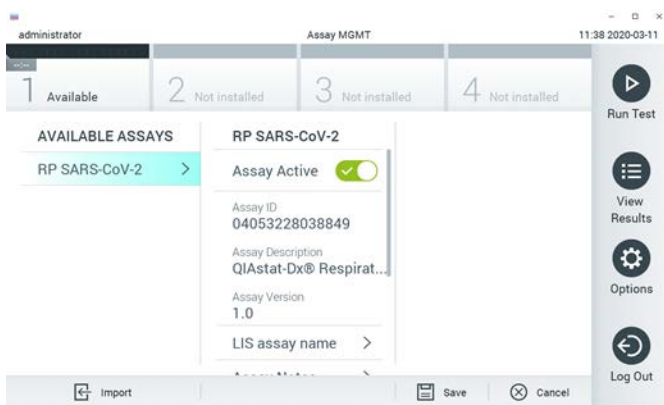 administrator Assay MGMT 11:38 2020-03-11
1 Available 2 Not installed 3 Not installed 4 Not installed
Run Test
AVAILABLE ASSAYS
RP SARS-CoV-2
RP SARS-CoV-2
Assay Active
Assay ID
04053228038849
Assay Description
QIAstat-Dx® Respirat...
Assay Version
1.0
LIS assay name
View
Results
Options
Log Out
Import
Save
Cancel